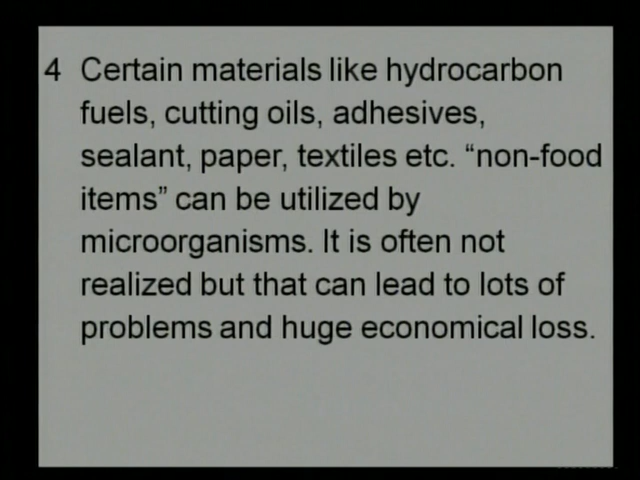 4 Certain materials like hydrocarbon
fuels, cutting oils, adhesives,
sealant, paper, textiles etc. “non-food
items” can be utilized by
microorganisms. It is often not
realized but that can lead to lots of
problems and huge economical loss.